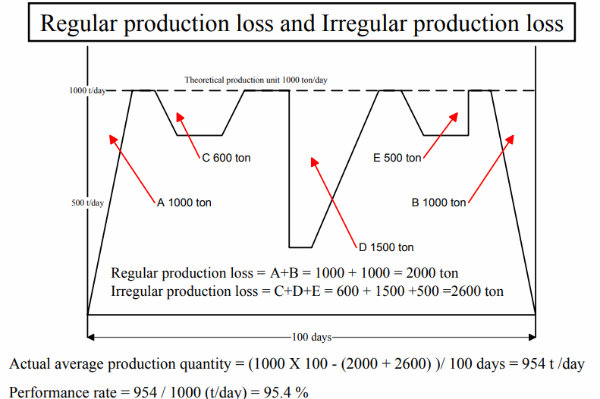 Regular production loss and Irregular production loss
Theoretical production unit 1000 ton/day
1000 t/day
C 600 ton
E 500 ton
500 t/day
A 1000 ton
B 1000 ton
D 1500 ton
Regular production loss = A+B = 1000 + 1000 = 2000 ton
Irregular production loss = C+D+E = 600 + 1500 +500 =2600 ton
100 days
Actual average production quantity = (1000 X 100 - (2000 + 2600) )/ 100 days = 954 t /day
Performance rate = 954 / 1000 (t/day) = 95.4 %